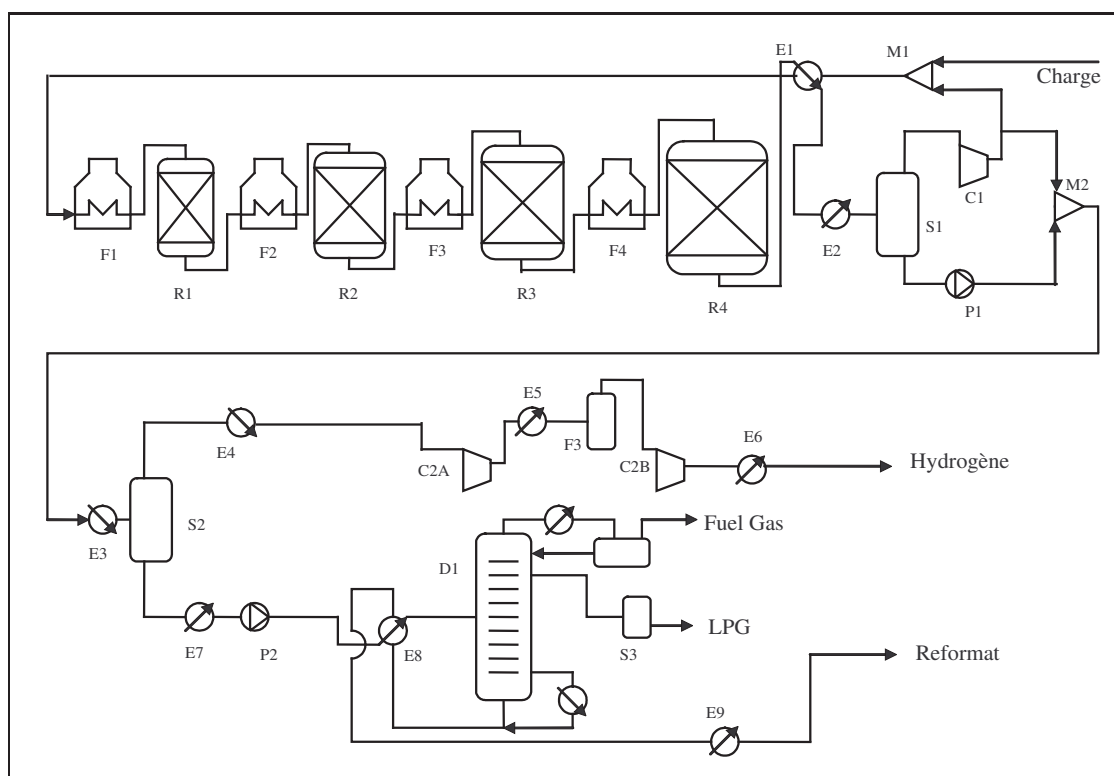 E1
M1
Charge
F1
R1
F2
R2
F3
R3
F4
R4
E2
S1
C1
M2
P1
E4
C2A
E5
F3
C2B
E6
Hydrogène
E3
S2
D1
Fuel Gas
E7
P2
E8
S3
LPG
Reformat
E9